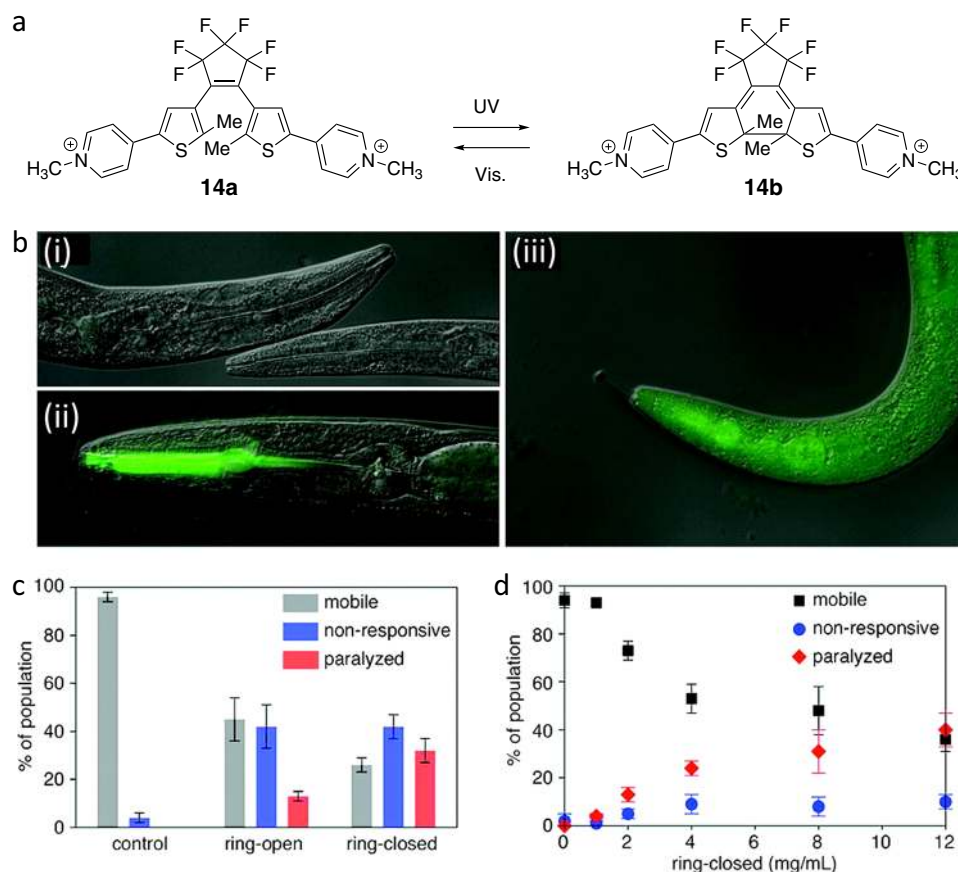 a
F F F F F F
Me
Me
S S
H₃C N⊕ ⊕N CH₃
14a
UV
Vis.
F F F F F F
Me
Me
S S
H₃C N⊕ ⊕N CH₃
14b
b
(i)
(ii)
(iii)
c
% of population
100
80
60
40
20
0
mobile
non-responsive
paralyzed
control ring-open ring-closed
d
% of population
100
80
60
40
20
0
mobile
non-responsive
paralyzed
0 2 4 6 8 10 12
ring-closed (mg/mL)